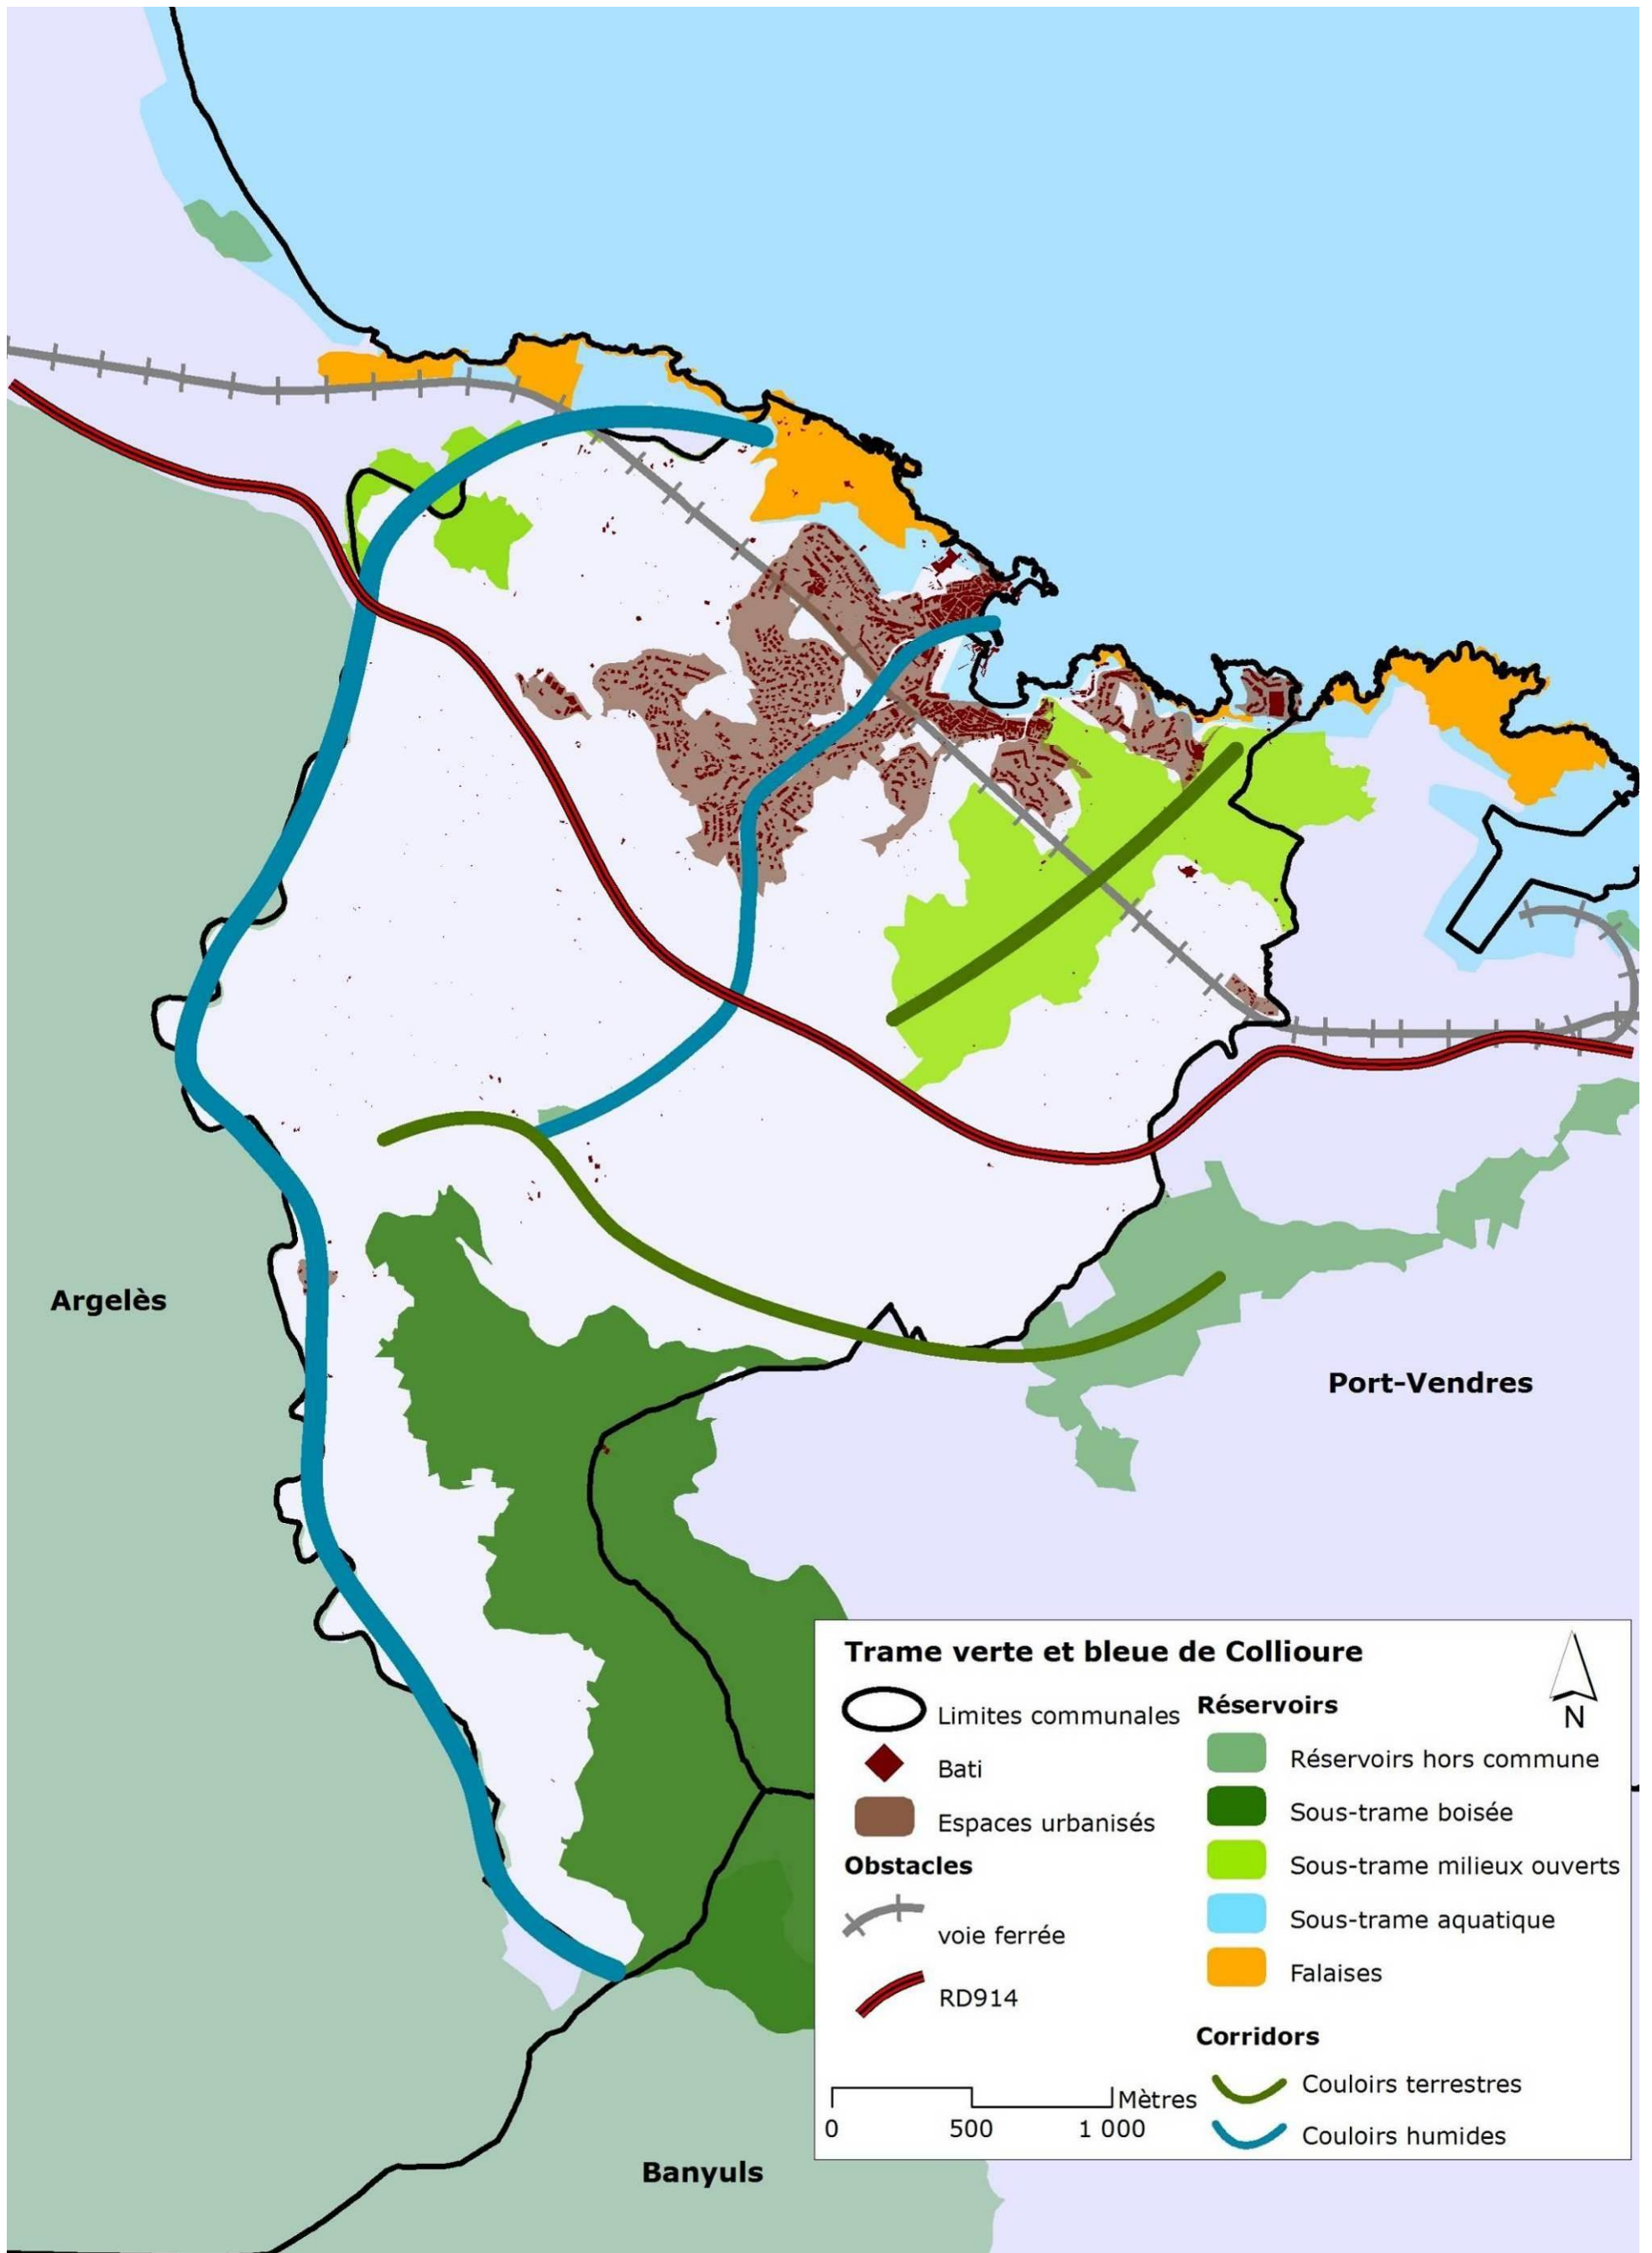 Argelès
Port-Vendres
Banyuls
Trame verte et bleue de Collioure
Limites communales
Bati
Espaces urbanisés
Obstacles
voie ferrée
RD914
Mètres
0 500 1 000
Réservoirs
Réservoirs hors commune
Sous-trame boisée
Sous-trame milieux ouverts
Sous-trame aquatique
Falaises
Corridors
Couloirs terrestres
Couloirs humides
N